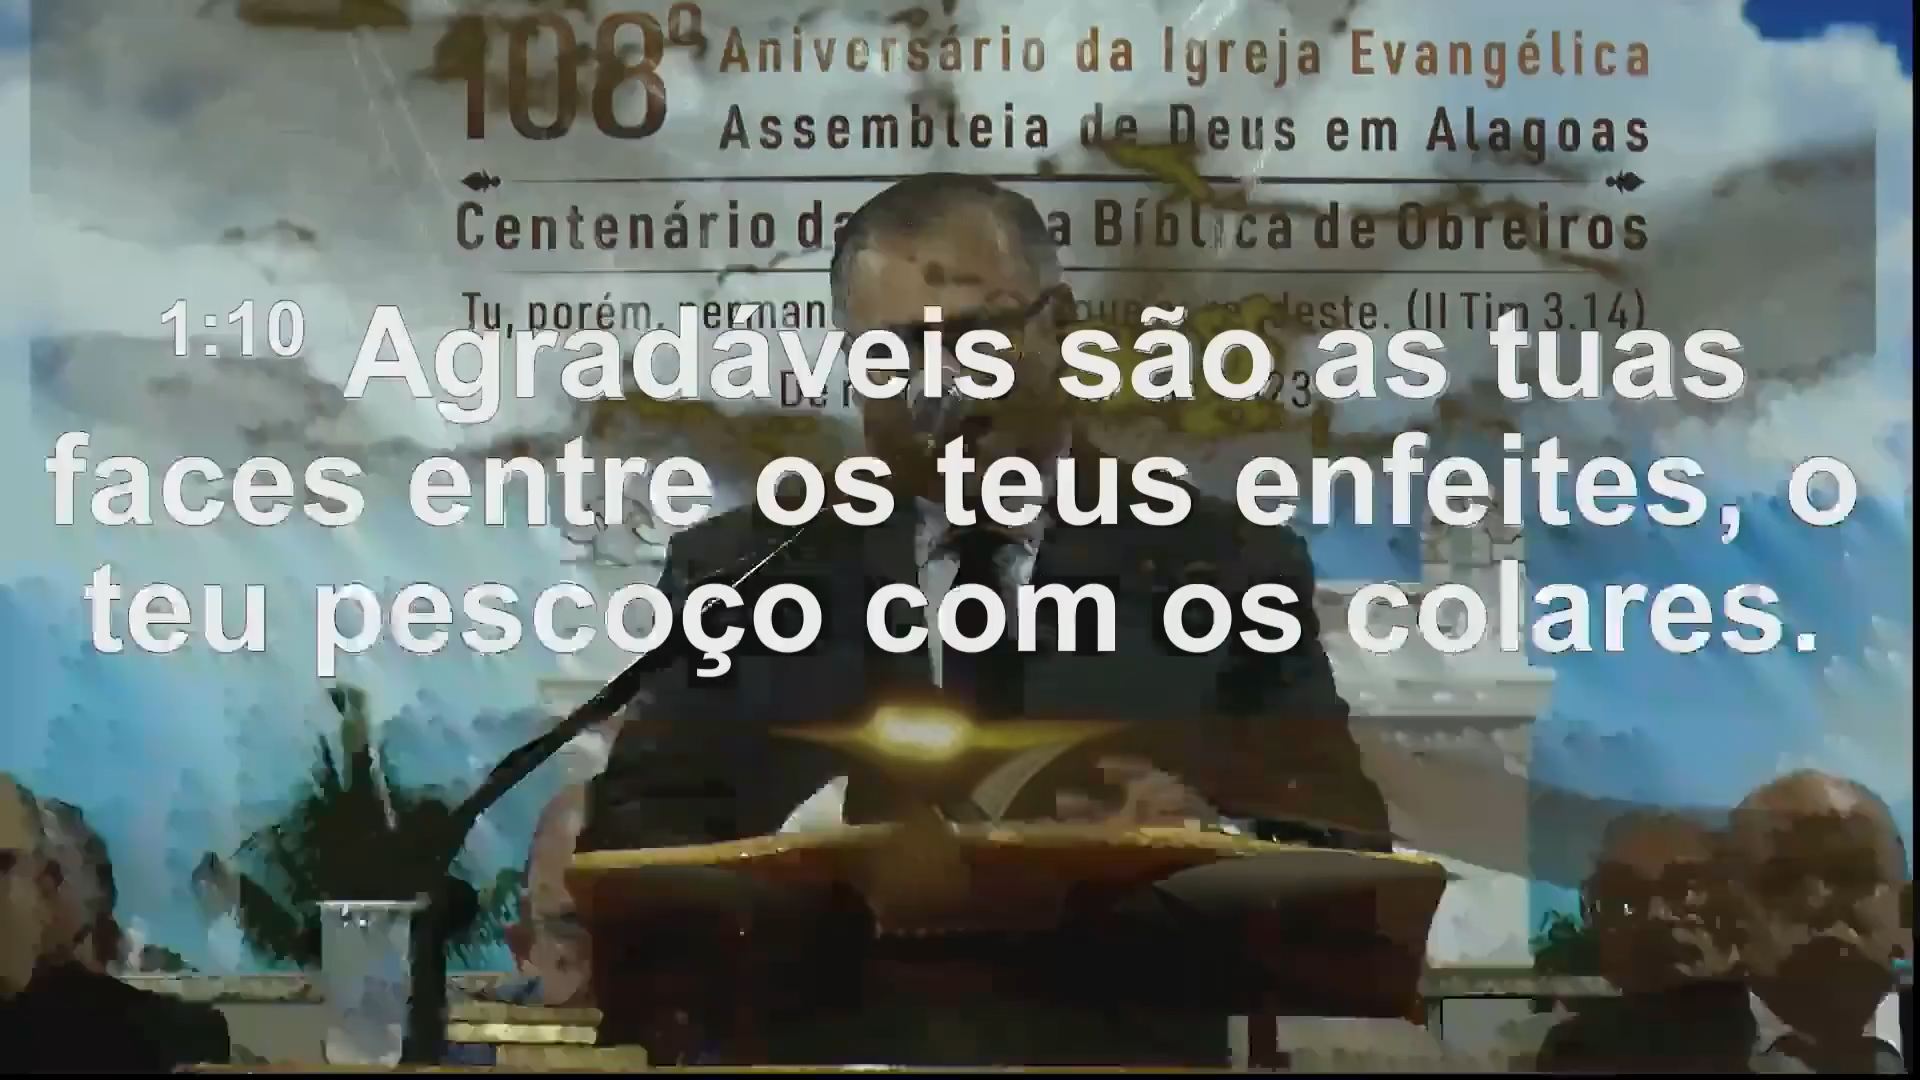 108º Aniversário da Igreja Evangélica
Assembleia de Deus em Alagoas
Centenário da a Bíblica de Obreiros
Tu, porém, deste. (II Tim 3.14)
1:10 Agradáveis são as tuas
faces entre os teus enfeites, o
teu pescoço com os colares.